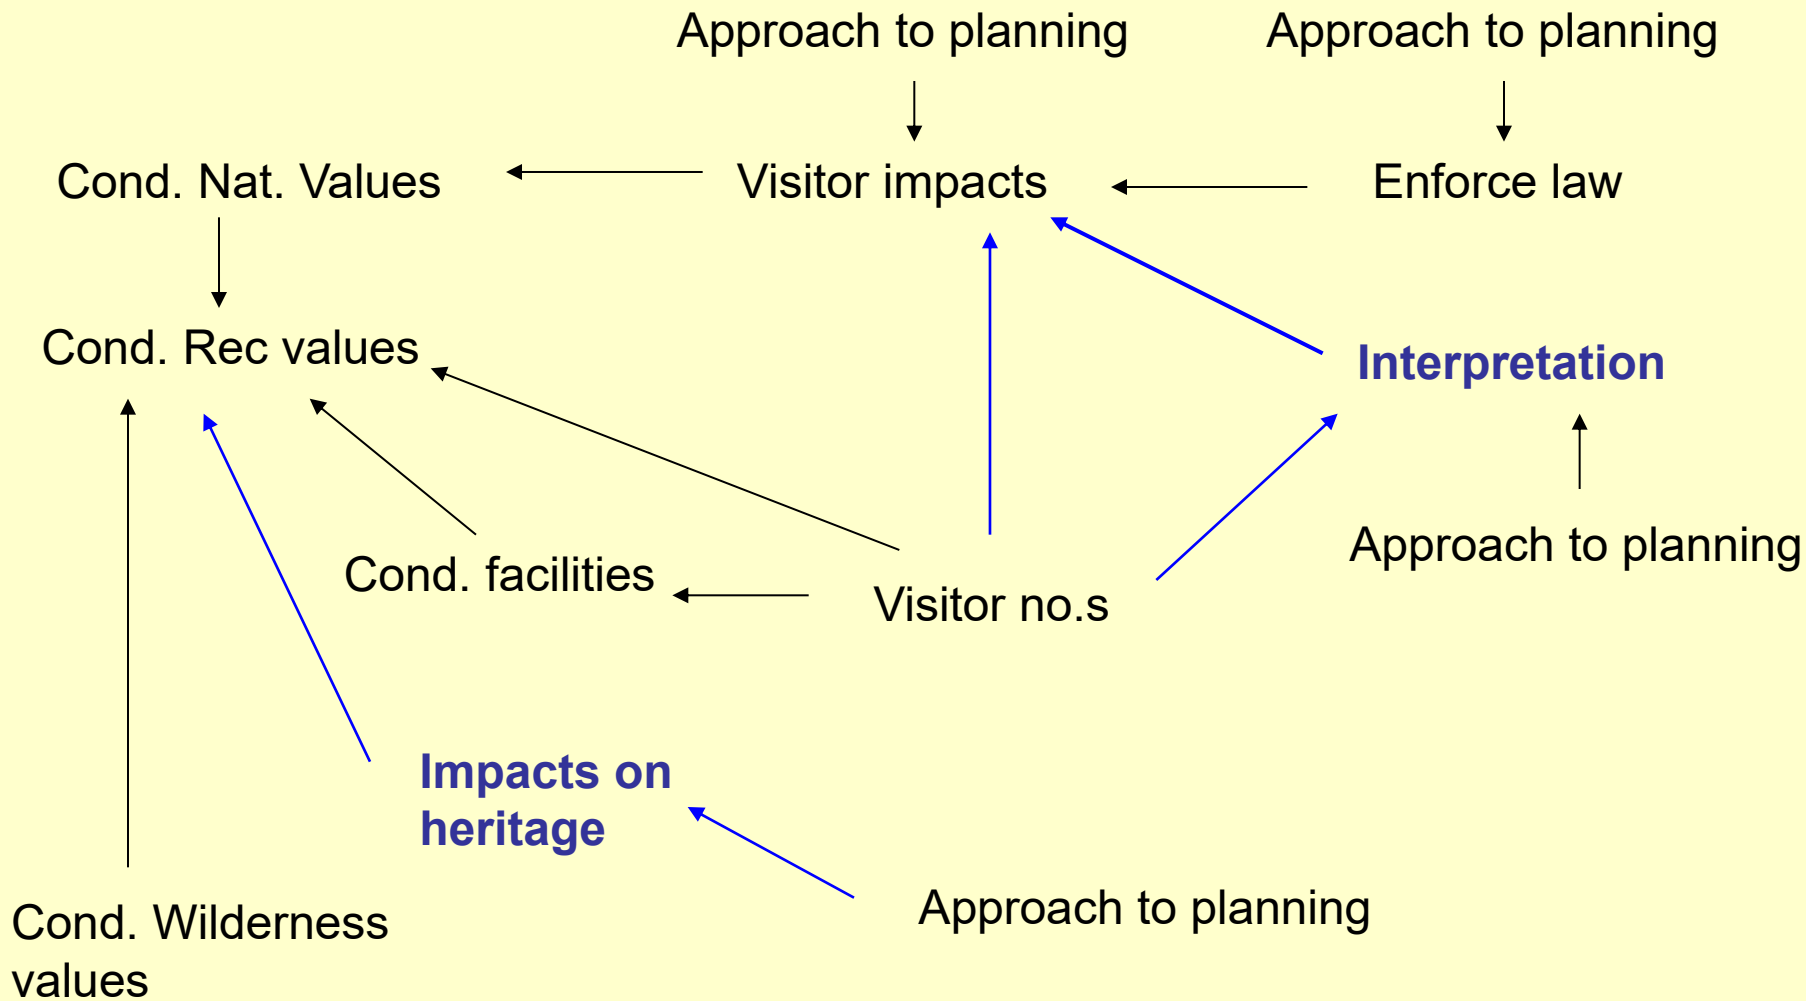 Approach to planning
Approach to planning
Cond. Nat. Values
Visitor impacts
Enforce law
Cond. Rec values
Interpretation
Approach to planning
Cond. facilities
Visitor no.s
Impacts on
heritage
Approach to planning
Cond. Wilderness
values